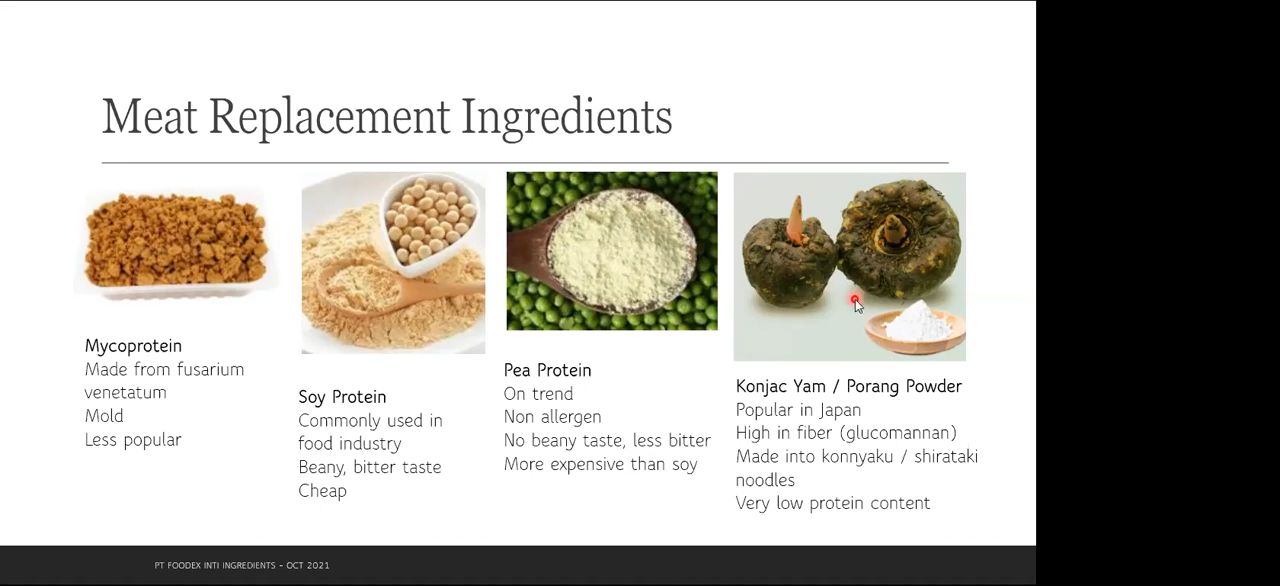 Meat Replacement Ingredients
Mycoprotein
Made from fusarium
venetatum
Mold
Less popular
Soy Protein
Commonly used in
food industry
Beany, bitter taste
Cheap
Pea Protein
On trend
Non allergen
No beany taste, less bitter
More expensive than soy
Konjac Yam / Porang Powder
Popular in Japan
High in fiber (glucomannan)
Made into konnyaku / shirataki
noodles
Very low protein content
PT FOODEX INTI INGREDIENTS – OCT 2021